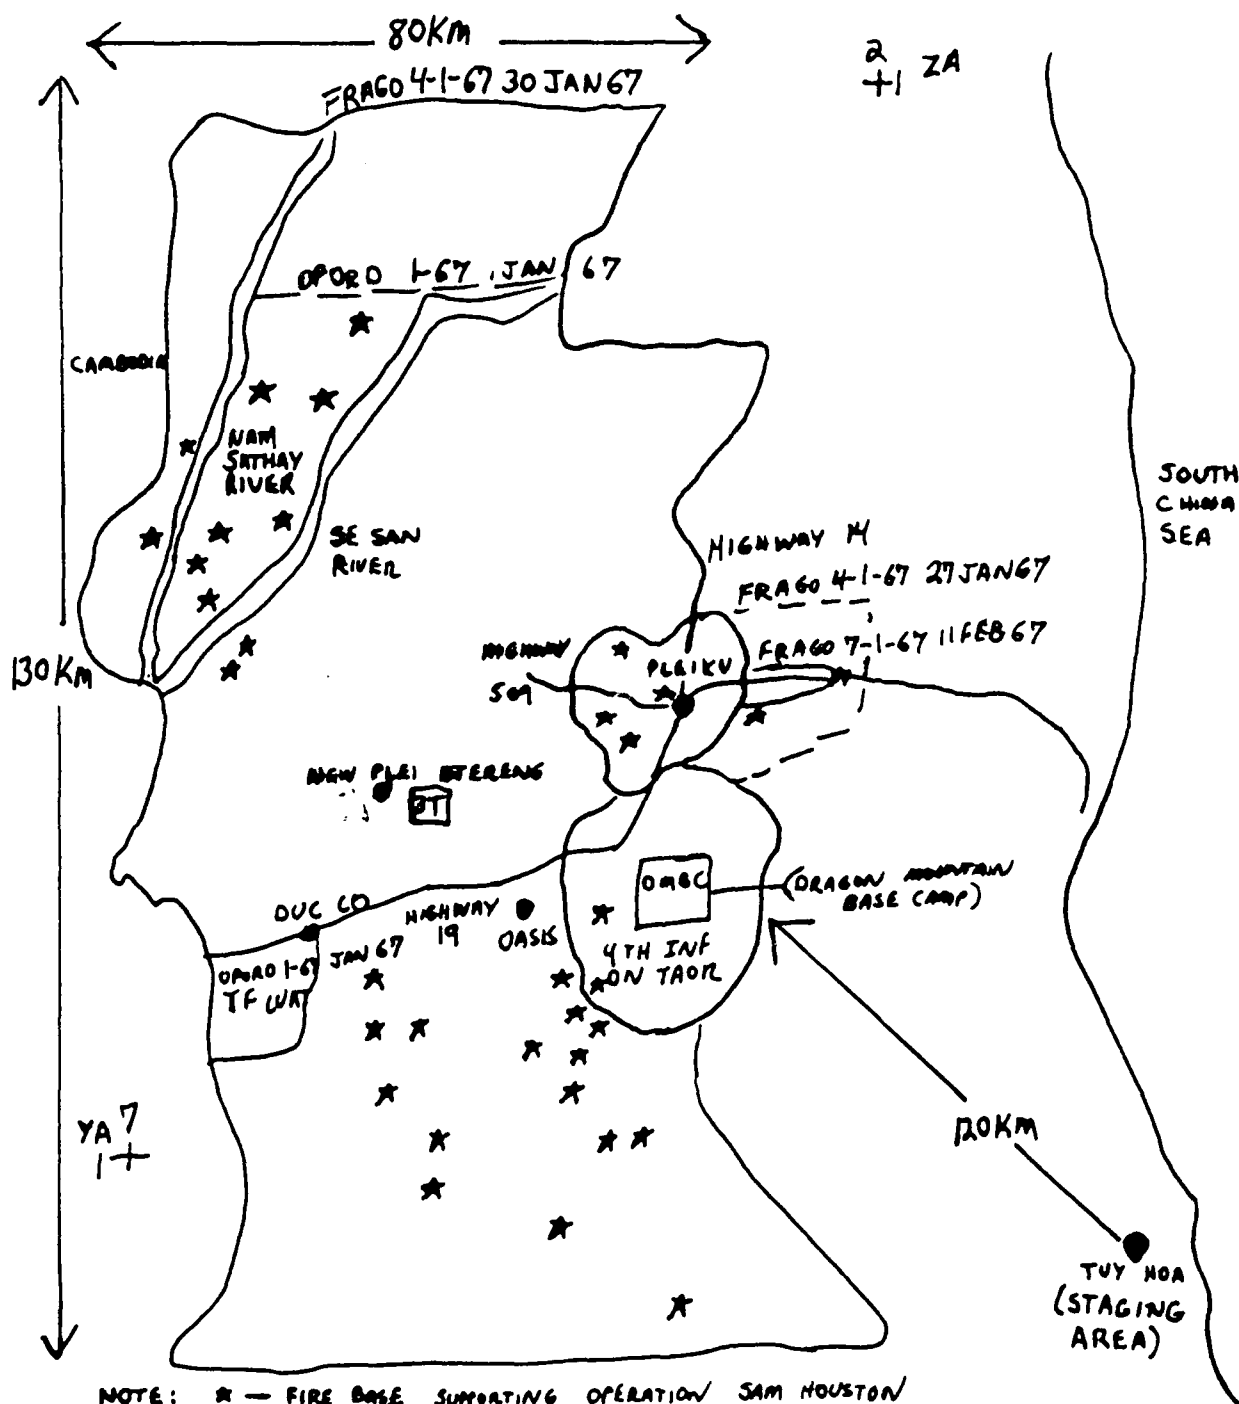 80KM
FRAGO 4-1-67 30 JAN 67
2
+1 ZA
OPORD 1-67 JAN 67
CAMBODIA
NAM
SATHAY
RIVER
SE SAN
RIVER
SOUTH
CHINA
SEA
HIGHWAY 14
FRAGO 4-1-67 27 JAN 67
FRAGO 7-1-67 11 FEB 67
HIGHWAY
509
PLEIKU
130KM
NEW PLEI DJERENG
3T
DMBC
(DRAGON MOUNTAIN
BASE CAMP)
DUC CO
HIGHWAY
19
OASIS
4TH INF
DN TAOR
OPORD 1-67 JAN 67
TF
YA 7
1+
120KM
TUY HOA
(STAGING
AREA)
NOTE: ★ — FIRE BASE SUPPORTING OPERATION SAM HOUSTON